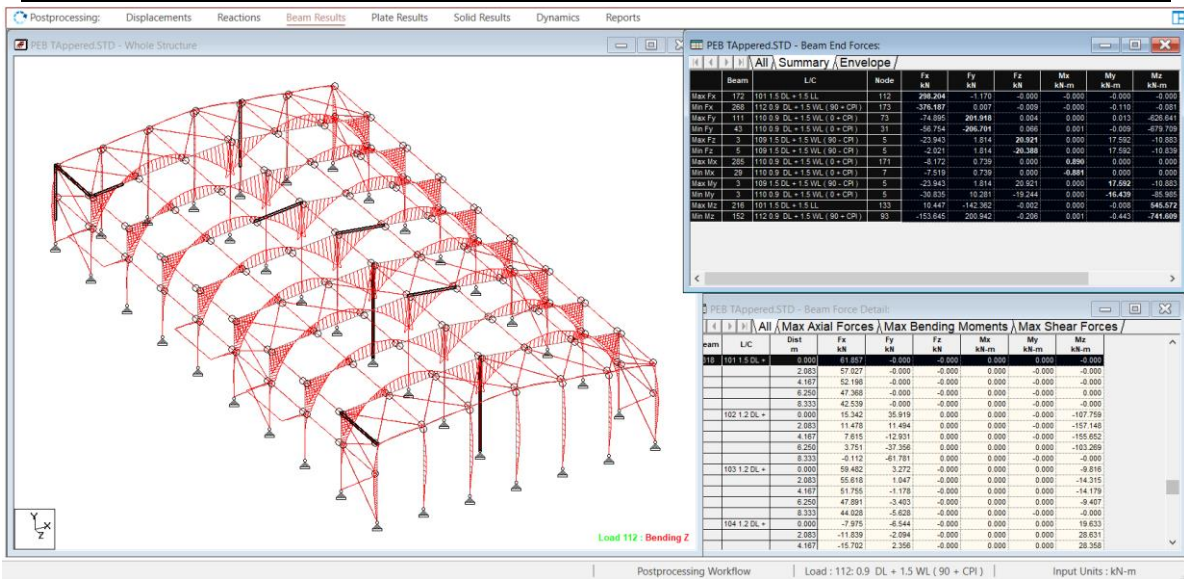 Postprocessing: Displacements Reactions Beam Results Plate Results Solid Results Dynamics Reports
PEB TAppered.STD - Whole Structure
Load 112 : Bending Z
Y X Z
PEB TAppered.STD - Beam End Forces:
All Summary Envelope
Beam L/C Node Fx kN Fy kN Fz kN Mx kN-m My kN-m Mz kN-m
Max Fx 172 101 1.5 DL + 1.5 LL 112 298.204 -1.170 -0.000 -0.000 -0.000 -0.000
Min Fx 268 112 0.9 DL + 1.5 WL ( 90 + CPI ) 173 -376.187 0.007 -0.009 -0.000 -0.110 -0.081
Max Fy 111 110 0.9 DL + 1.5 WL ( 0 + CPI ) 73 -74.895 201.918 0.004 0.000 0.013 -626.641
Min Fy 43 110 0.9 DL + 1.5 WL ( 0 + CPI ) 31 -56.754 -206.701 0.066 0.001 -0.009 -679.709
Max Fz 3 109 1.5 DL + 1.5 WL ( 90 - CPI ) 5 -23.943 1.814 20.921 0.000 17.592 -10.883
Min Fz 5 109 1.5 DL + 1.5 WL ( 90 - CPI ) 5 -2.021 1.814 -20.388 0.000 17.592 -10.839
Max Mx 285 110 0.9 DL + 1.5 WL ( 0 + CPI ) 171 -8.172 0.739 0.000 0.890 0.000 0.000
Min Mx 29 110 0.9 DL + 1.5 WL ( 0 + CPI ) 7 -7.519 0.739 0.000 -0.881 0.000 0.000
Max My 3 109 1.5 DL + 1.5 WL ( 90 - CPI ) 5 -23.943 1.814 20.921 0.000 17.592 -10.883
Min My 3 110 0.9 DL + 1.5 WL ( 0 + CPI ) 5 -30.835 10.281 -19.244 0.000 -16.439 -85.985
Max Mz 216 101 1.5 DL + 1.5 LL 133 10.447 -142.362 -0.002 0.000 -0.008 545.572
Min Mz 152 112 0.9 DL + 1.5 WL ( 90 + CPI ) 93 -153.645 200.942 -0.206 0.001 -0.443 -741.609
PEB TAppered.STD - Beam Force Detail:
All Max Axial Forces Max Bending Moments Max Shear Forces
eam L/C Dist m Fx kN Fy kN Fz kN Mx kN-m My kN-m Mz kN-m
318 101 1.5 DL + 0.000 61.857 -0.000 -0.000 0.000 -0.000 -0.000
2.083 57.027 -0.000 -0.000 0.000 -0.000 -0.000
4.167 52.198 -0.000 -0.000 0.000 -0.000 0.000
6.250 47.368 -0.000 -0.000 0.000 -0.000 0.000
8.333 42.539 -0.000 -0.000 0.000 -0.000 -0.000
102 1.2 DL + 0.000 15.342 35.919 0.000 0.000 -0.000 -107.759
2.083 11.478 11.494 0.000 0.000 -0.000 -157.148
4.167 7.615 -12.931 0.000 0.000 -0.000 -155.652
6.250 3.751 -37.356 0.000 0.000 -0.000 -103.269
8.333 -0.112 -61.781 0.000 0.000 -0.000 -0.000
103 1.2 DL + 0.000 59.482 3.272 -0.000 0.000 0.000 -9.816
2.083 55.618 1.047 -0.000 0.000 0.000 -14.315
4.167 51.755 -1.178 -0.000 0.000 0.000 -14.179
6.250 47.891 -3.403 -0.000 0.000 0.000 -9.407
8.333 44.028 -5.628 -0.000 0.000 -0.000 -0.000
104 1.2 DL + 0.000 -7.975 -6.544 -0.000 0.000 0.000 19.633
2.083 -11.839 -2.094 -0.000 0.000 0.000 28.631
4.167 -15.702 2.356 -0.000 0.000 0.000 28.358
Postprocessing Workflow Load : 112: 0.9 DL + 1.5 WL ( 90 + CPI ) Input Units : kN-m